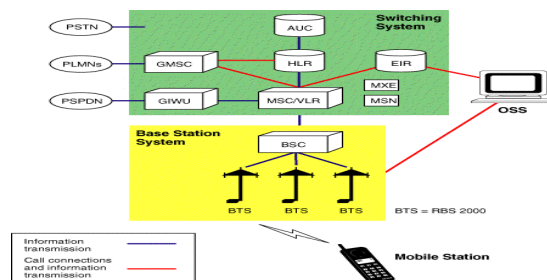 PSTN
AUC
Switching
System
PLMNs
GMSC
HLR
EIR
PSPDN
GIWU
MSC/VLR
MXE
MSN
OSS
Base Station
System
BSC
BTS
BTS
BTS
BTS = RBS 2000
Information
transmission
Call connections
and information
transmission
Mobile Station